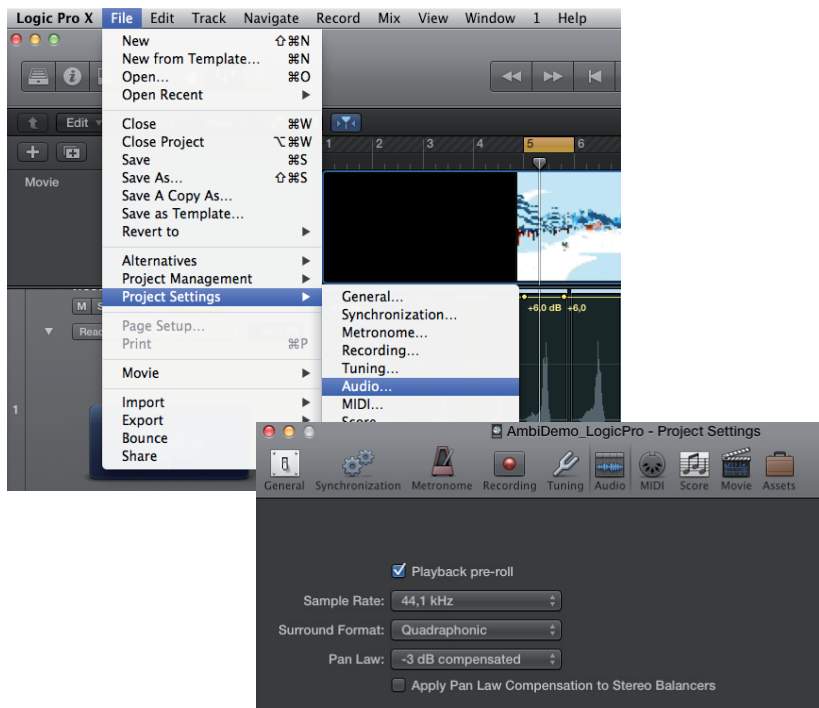 Logic Pro X File Edit Track Navigate Record Mix View Window 1 Help
New ⇧⌘N
New from Template... ⌘N
Open... ⌘O
Open Recent ▶
Close ⌘W
Close Project ⌥⌘W
Save ⌘S
Save As... ⇧⌘S
Save A Copy As...
Save as Template...
Revert to ▶
Alternatives ▶
Project Management ▶
Project Settings ▶
Page Setup...
Print ⌘P
Movie ▶
Import ▶
Export ▶
Bounce
Share
Edit
1 2 3 4 5 6
Movie
M S
Read
1
+6,0 dB +6,0
General...
Synchronization...
Metronome...
Recording...
Tuning...
Audio...
MIDI...
Score
AmbiDemo_LogicPro - Project Settings
General Synchronization Metronome Recording Tuning Audio MIDI Score Movie Assets
Playback pre-roll
Sample Rate: 44,1 kHz
Surround Format: Quadraphonic
Pan Law: -3 dB compensated
Apply Pan Law Compensation to Stereo Balancers